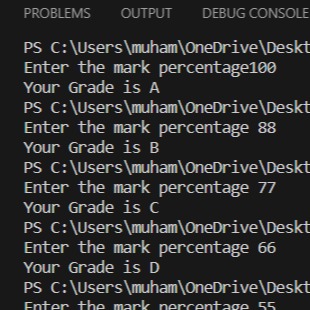 PROBLEMS OUTPUT DEBUG CONSOLE
PS C:\Users\muham\OneDrive\Deskt
Enter the mark percentage100
Your Grade is A
PS C:\Users\muham\OneDrive\Deskt
Enter the mark percentage 88
Your Grade is B
PS C:\Users\muham\OneDrive\Deskt
Enter the mark percentage 77
Your Grade is C
PS C:\Users\muham\OneDrive\Deskt
Enter the mark percentage 66
Your Grade is D
PS C:\Users\muham\OneDrive\Deskt
Enter the mark percentage 55